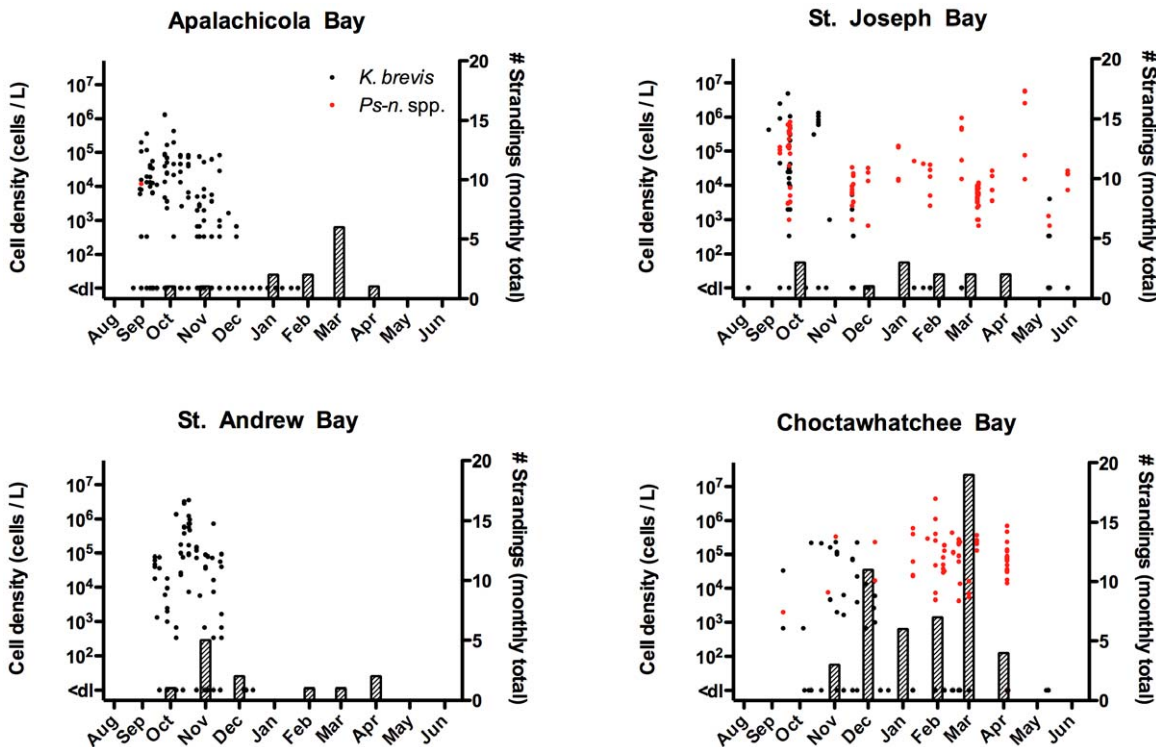 Apalachicola Bay
Cell density (cells / L)
10⁷
10⁶
10⁵
10⁴
10³
10²
<dl
K. brevis
Ps-n. spp.
20
15
10
5
0
# Strandings (monthly total)
Aug Sep Oct Nov Dec Jan Feb Mar Apr May Jun
St. Joseph Bay
Cell density (cells / L)
10⁷
10⁶
10⁵
10⁴
10³
10²
<dl
20
15
10
5
0
# Strandings (monthly total)
Aug Sep Oct Nov Dec Jan Feb Mar Apr May Jun
St. Andrew Bay
Cell density (cells / L)
10⁷
10⁶
10⁵
10⁴
10³
10²
<dl
20
15
10
5
0
# Strandings (monthly total)
Aug Sep Oct Nov Dec Jan Feb Mar Apr May Jun
Choctawhatchee Bay
Cell density (cells / L)
10⁷
10⁶
10⁵
10⁴
10³
10²
<dl
20
15
10
5
0
# Strandings (monthly total)
Aug Sep Oct Nov Dec Jan Feb Mar Apr May Jun